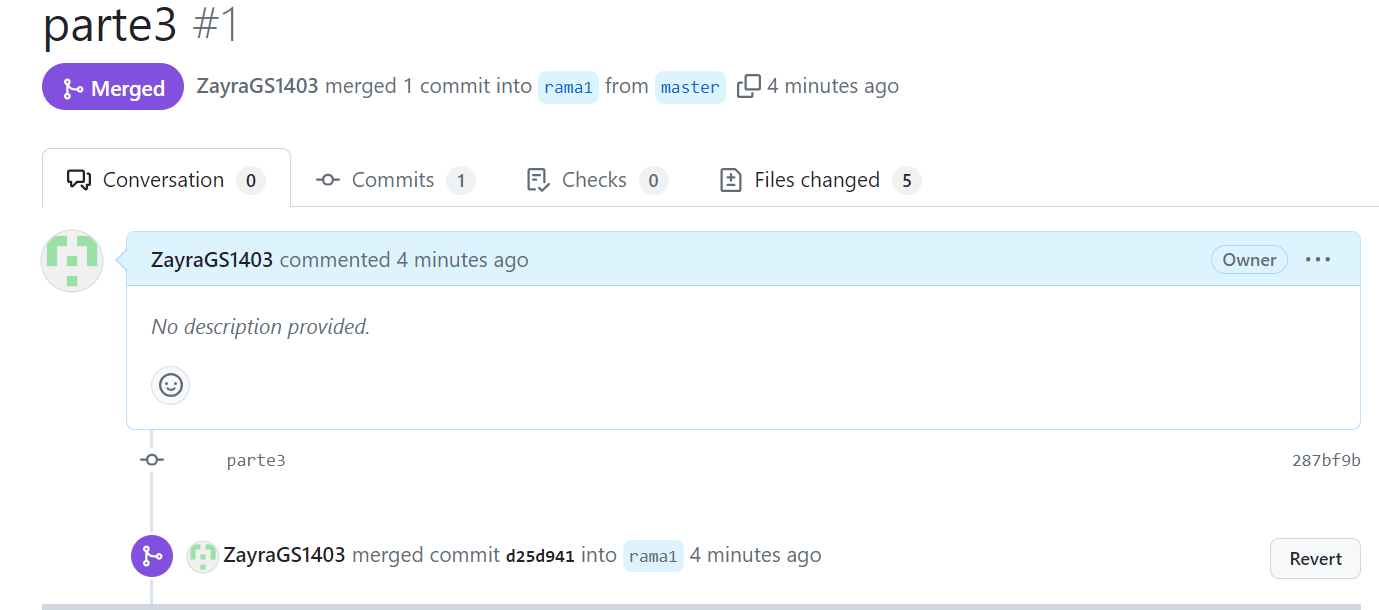 parte3 #1
Merged ZayraGS1403 merged 1 commit into rama1 from master 4 minutes ago
Conversation 0 Commits 1 Checks 0 Files changed 5
ZayraGS1403 commented 4 minutes ago Owner ...
No description provided.
parte3 287bf9b
ZayraGS1403 merged commit d25d941 into rama1 4 minutes ago Revert